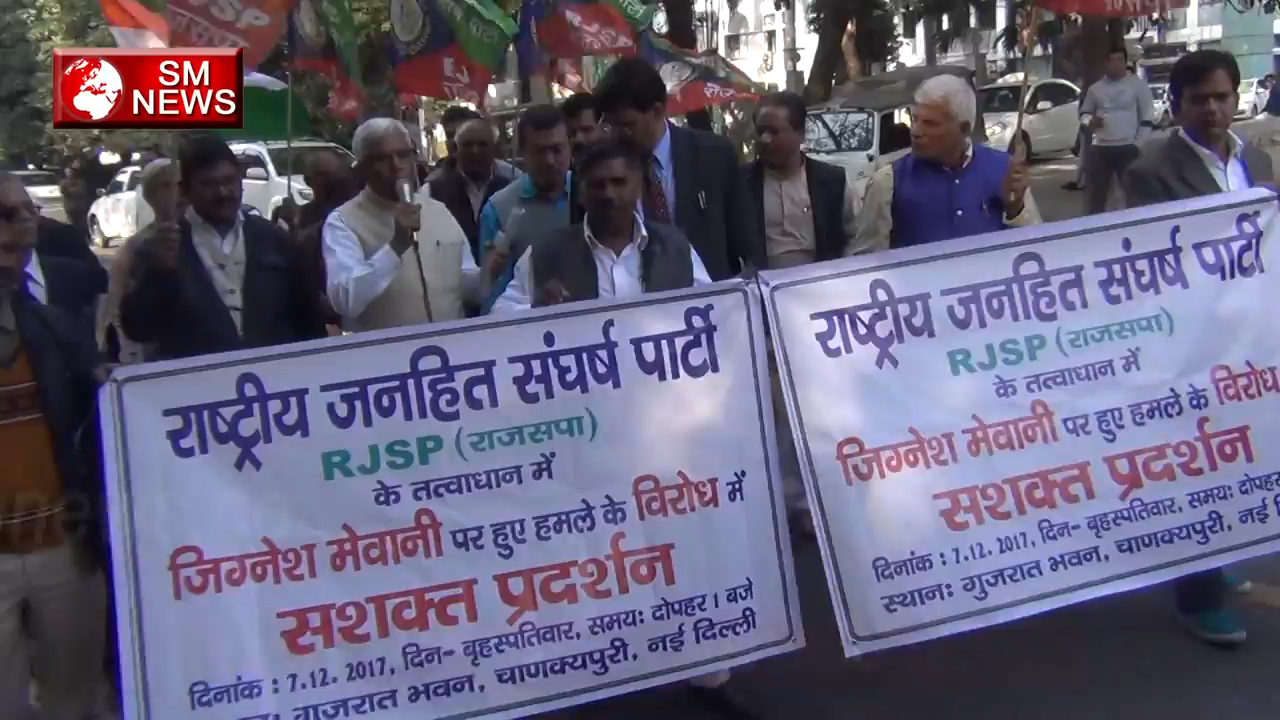 SM
NEWS
RJSP
राष्ट्रीय जनहित संघर्ष पार्टी
RJSP (राजसपा)
के तत्वाधान में
जिग्नेश मेवानी पर हुए हमले के विरोध में
सशक्त प्रदर्शन
दिनांक : 7.12. 2017, दिन- बृहस्पतिवार, समयः दोपहर 1 बजे
गुजरात भवन, चाणक्यपुरी, नई दिल्ली
राष्ट्रीय जनहित संघर्ष पार्टी
RJSP (राजसपा)
के तत्वाधान में
जिग्नेश मेवानी पर हुए हमले के विरोध
सशक्त प्रदर्शन
दिनांक : 7.12. 2017, दिन- बृहस्पतिवार, समयः दोपहर
स्थानः गुजरात भवन, चाणक्यपुरी, नई